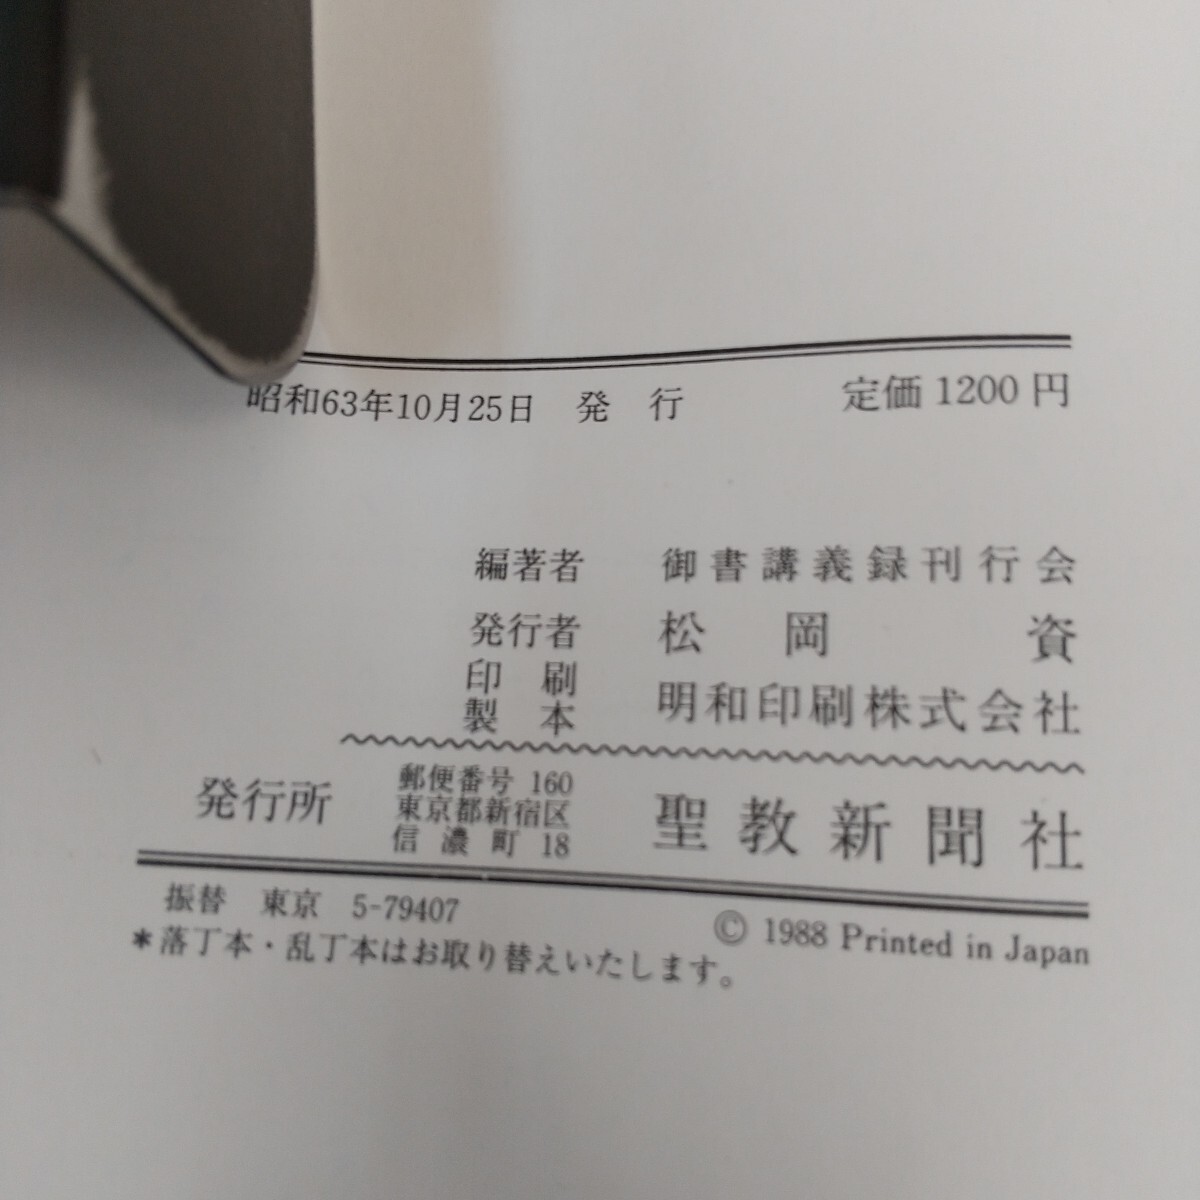 昭和63年10月25日 発 行 定価 1200 円
編著者 御書講義録刊行会
発行者 松 岡 資
印 刷
製 本 明和印刷株式会社
発行所 郵便番号 160
東京都新宿区
信 濃 町 18
聖教新聞社
振替 東京 5-79407
© 1988 Printed in Japan
*落丁本・乱丁本はお取り替えいたします。